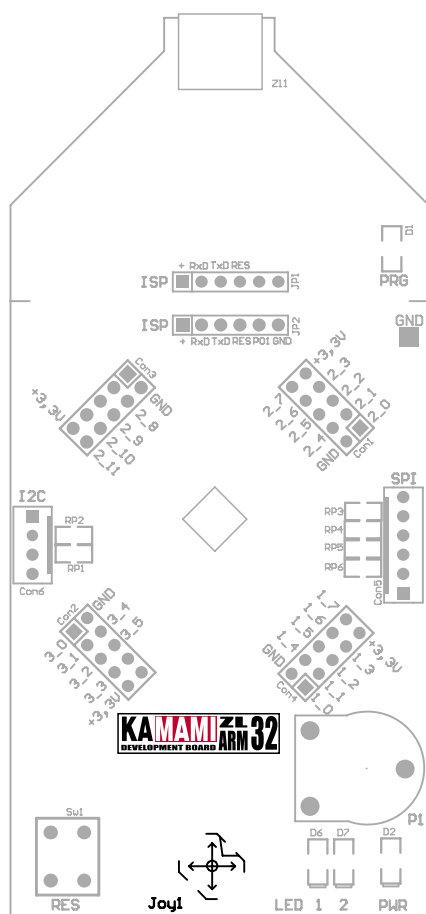 Zl1
D1
+ RxD TxD RES
ISP
JP1
PRG
GND
ISP
JP2
+ RxD TxD RES P01 GND
Con3
+3,3V
GND
2_8
2_9
2_10
2_11
+3,3V
2_3
2_2
2_1
2_0
2_7
2_6
2_5
2_4
GND
Con1
I2C
SPI
RP2
RP1
RP3
RP4
RP5
RP6
Con6
Con5
Con2
GND
3_4
3_5
3_0
3_1
3_2
3_3
+3,3V
1_7
1_6
1_5
1_4
GND
+3,3V
1_3
1_2
1_1
1_0
Con4
KAMAMI ZL
DEVELOPMENT BOARD ARM 32
P1
Sw1
D6 D7 D2
RES Joy1 LED 1 2 PWR